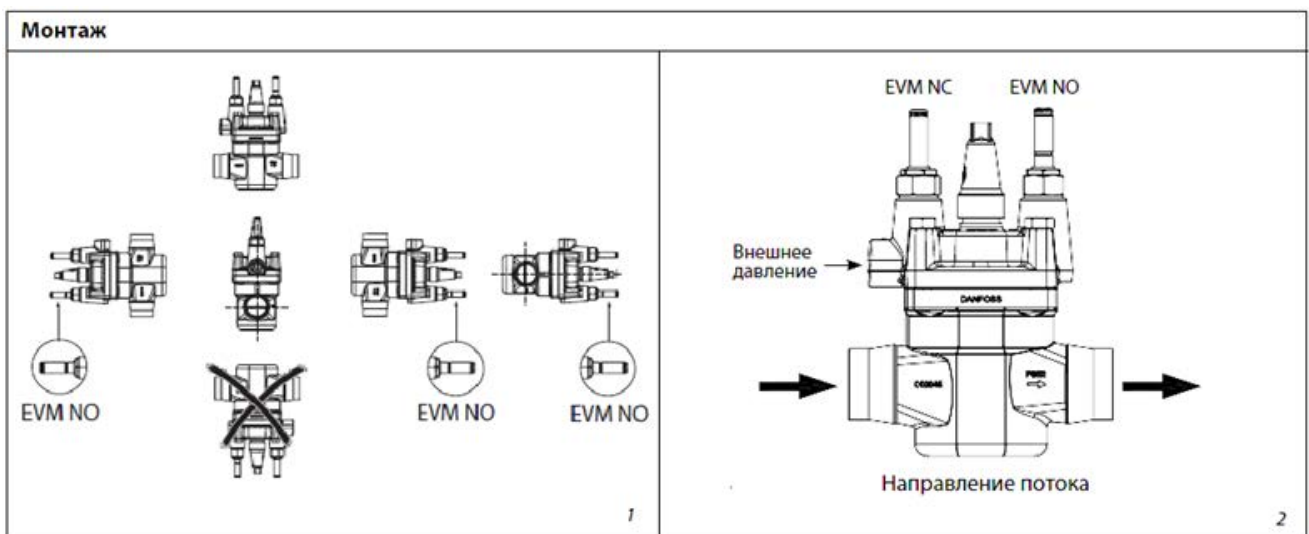 Монтаж
EVM NO
EVM NO
EVM NO
1
EVM NC
EVM NO
Внешнее
давление
DANFOSS
Направление потока
2